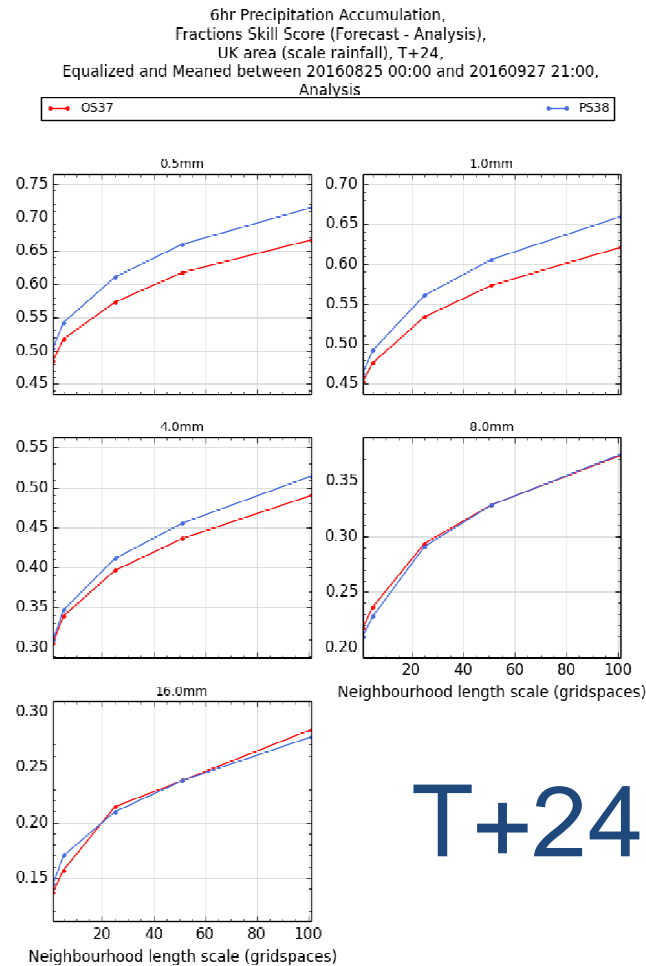 6hr Precipitation Accumulation,
Fractions Skill Score (Forecast - Analysis),
UK area (scale rainfall), T+24,
Equalized and Meaned between 20160825 00:00 and 20160927 21:00,
Analysis
OS37 PS38
0.5mm
0.75
0.70
0.65
0.60
0.55
0.50
0.45
1.0mm
0.70
0.65
0.60
0.55
0.50
0.45
4.0mm
0.55
0.50
0.45
0.40
0.35
0.30
8.0mm
0.35
0.30
0.25
0.20
20 40 60 80 100
Neighbourhood length scale (gridspaces)
16.0mm
0.30
0.25
0.20
0.15
20 40 60 80 100
Neighbourhood length scale (gridspaces)
T+24